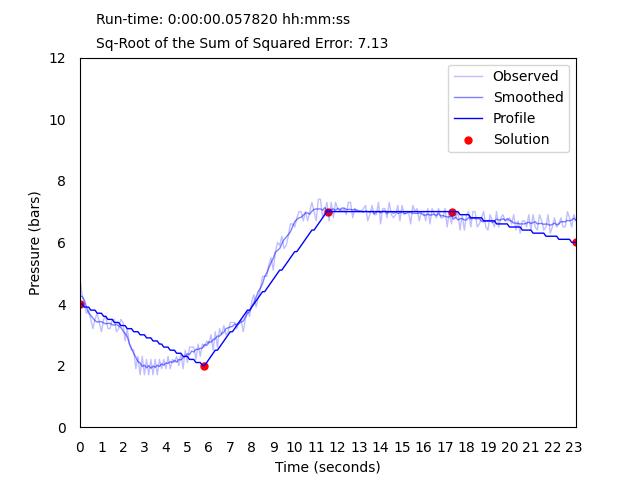 Run-time: 0:00:00.057820 hh:mm:ss
Sq-Root of the Sum of Squared Error: 7.13
12
10
8
6
4
2
0
Pressure (bars)
Observed
Smoothed
Profile
Solution
0 1 2 3 4 5 6 7 8 9 10 11 12 13 14 15 16 17 18 19 20 21 22 23
Time (seconds)